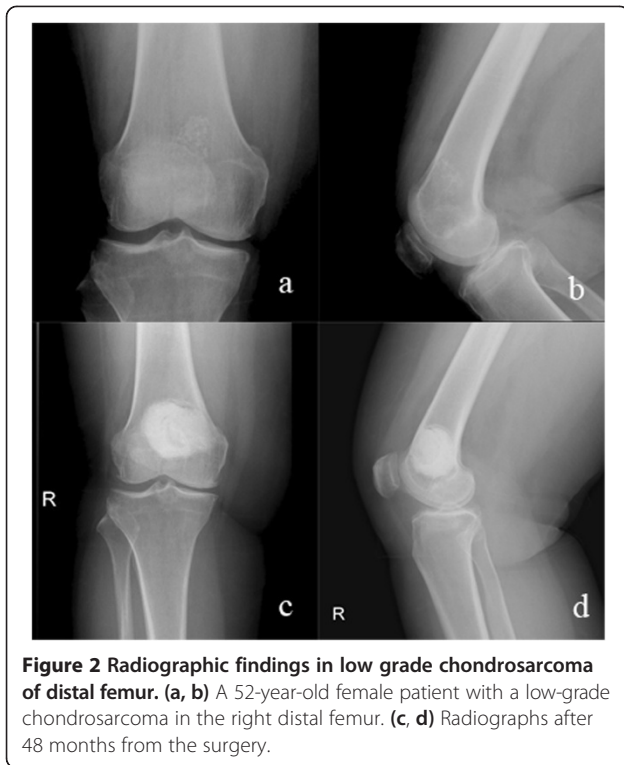 a
b
R
c
R
d
Figure 2 Radiographic findings in low grade chondrosarcoma
of distal femur. (a, b) A 52-year-old female patient with a low-grade
chondrosarcoma in the right distal femur. (c, d) Radiographs after
48 months from the surgery.